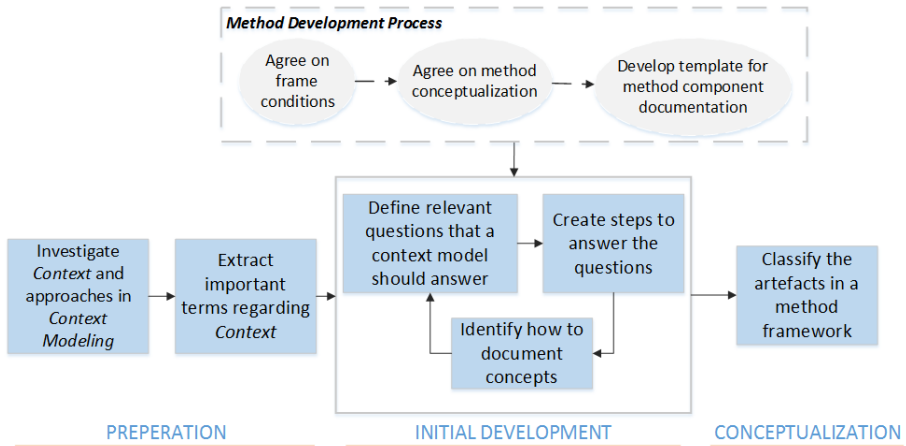 Method Development Process
Agree on
frame
conditions
Agree on method
conceptualization
Develop template for
method component
documentation
Investigate
Context and
approaches in
Context
Modeling
Extract
important
terms regarding
Context
Define relevant
questions that a
context model
should answer
Create steps to
answer the
questions
Identify how to
document
concepts
Classify the
artefacts in a
method
framework
PREPERATION
INITIAL DEVELOPMENT
CONCEPTUALIZATION